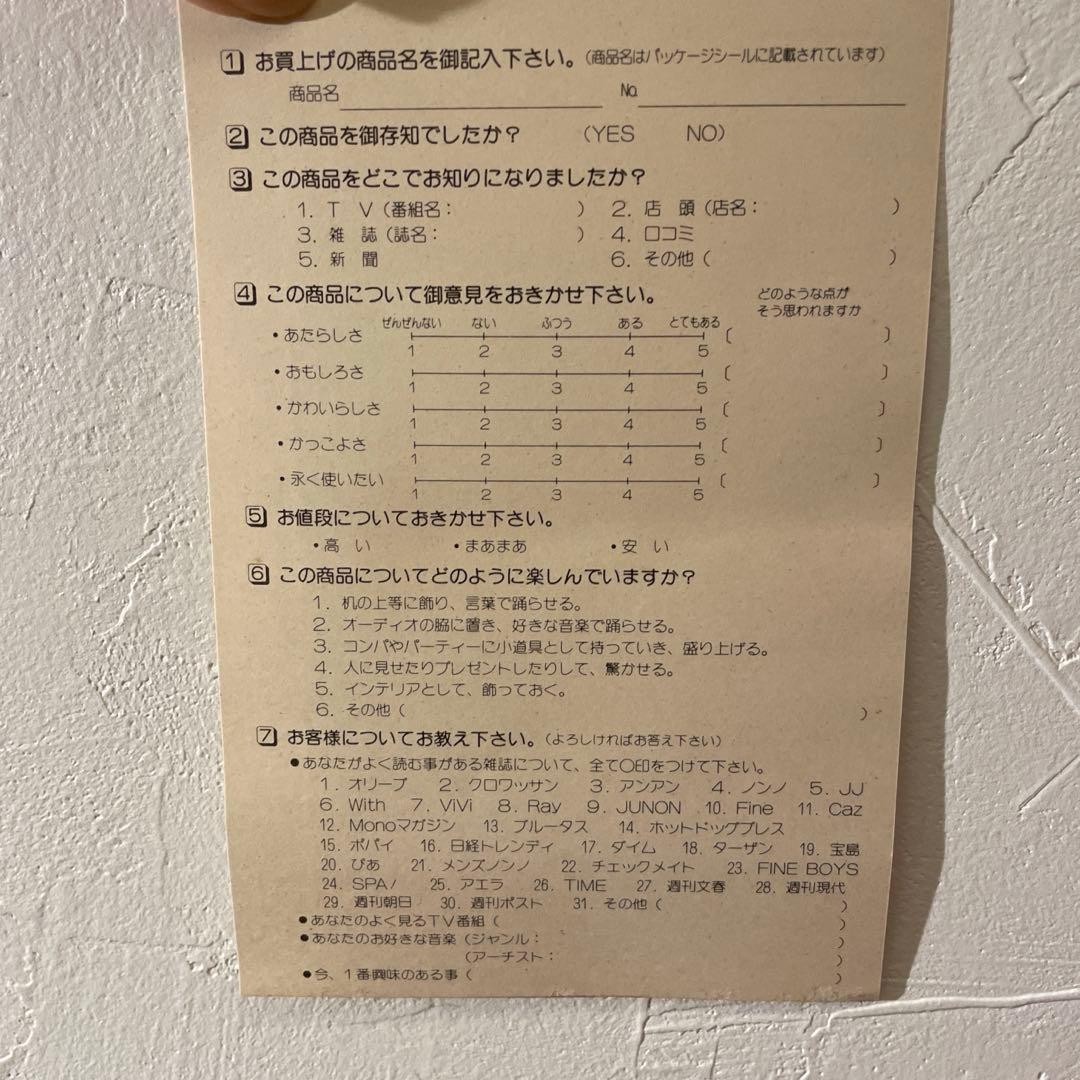 1 お買上げの商品名を御記入下さい。(商品名はパッケージシールに記載されています)
商品名 No.
2 この商品を御存知でしたか? (YES NO)
3 この商品をどこでお知りになりましたか?
1. TV(番組名: ) 2. 店頭(店名: )
3. 雑誌(誌名: ) 4. 口コミ
5. 新聞 6. その他( )
4 この商品について御意見をおきかせ下さい。
どのような点が
そう思われますか
ぜんぜんない ない ふつう ある とてもある
・あたらしさ 1 2 3 4 5 〔 〕
・おもしろさ 1 2 3 4 5 〔 〕
・かわいらしさ 1 2 3 4 5 〔 〕
・かっこよさ 1 2 3 4 5 〔 〕
・永く使いたい 1 2 3 4 5 〔 〕
5 お値段についておきかせ下さい。
・高い ・まあまあ ・安い
6 この商品についてどのように楽しんでいますか?
1. 机の上等に飾り、言葉で踊らせる。
2. オーディオの脇に置き、好きな音楽で踊らせる。
3. コンパやパーティーに小道具として持っていき、盛り上げる。
4. 人に見せたりプレゼントしたりして、驚かせる。
5. インテリアとして、飾っておく。
6. その他( )
7 お客様についてお教え下さい。(よろしければお答え下さい)
●あなたがよく読む事がある雑誌について、全て〇印をつけて下さい。
1. オリーブ 2. クロワッサン 3. アンアン 4. ノンノ 5. JJ
6. With 7. ViVi 8. Ray 9. JUNON 10. Fine 11. Caz
12. Monoマガジン 13. ブルータス 14. ホットドッグプレス
15. ポパイ 16. 日経トレンディ 17. ダイム 18. ターザン 19. 宝島
20. ぴあ 21. メンズノンノ 22. チェックメイト 23. FINE BOYS
24. SPA! 25. アエラ 26. TIME 27. 週刊文春 28. 週刊現代
29. 週刊朝日 30. 週刊ポスト 31. その他( )
●あなたのよく見るTV番組( )
●あなたのお好きな音楽(ジャンル: )
(アーチスト: )
●今、1番興味のある事( )